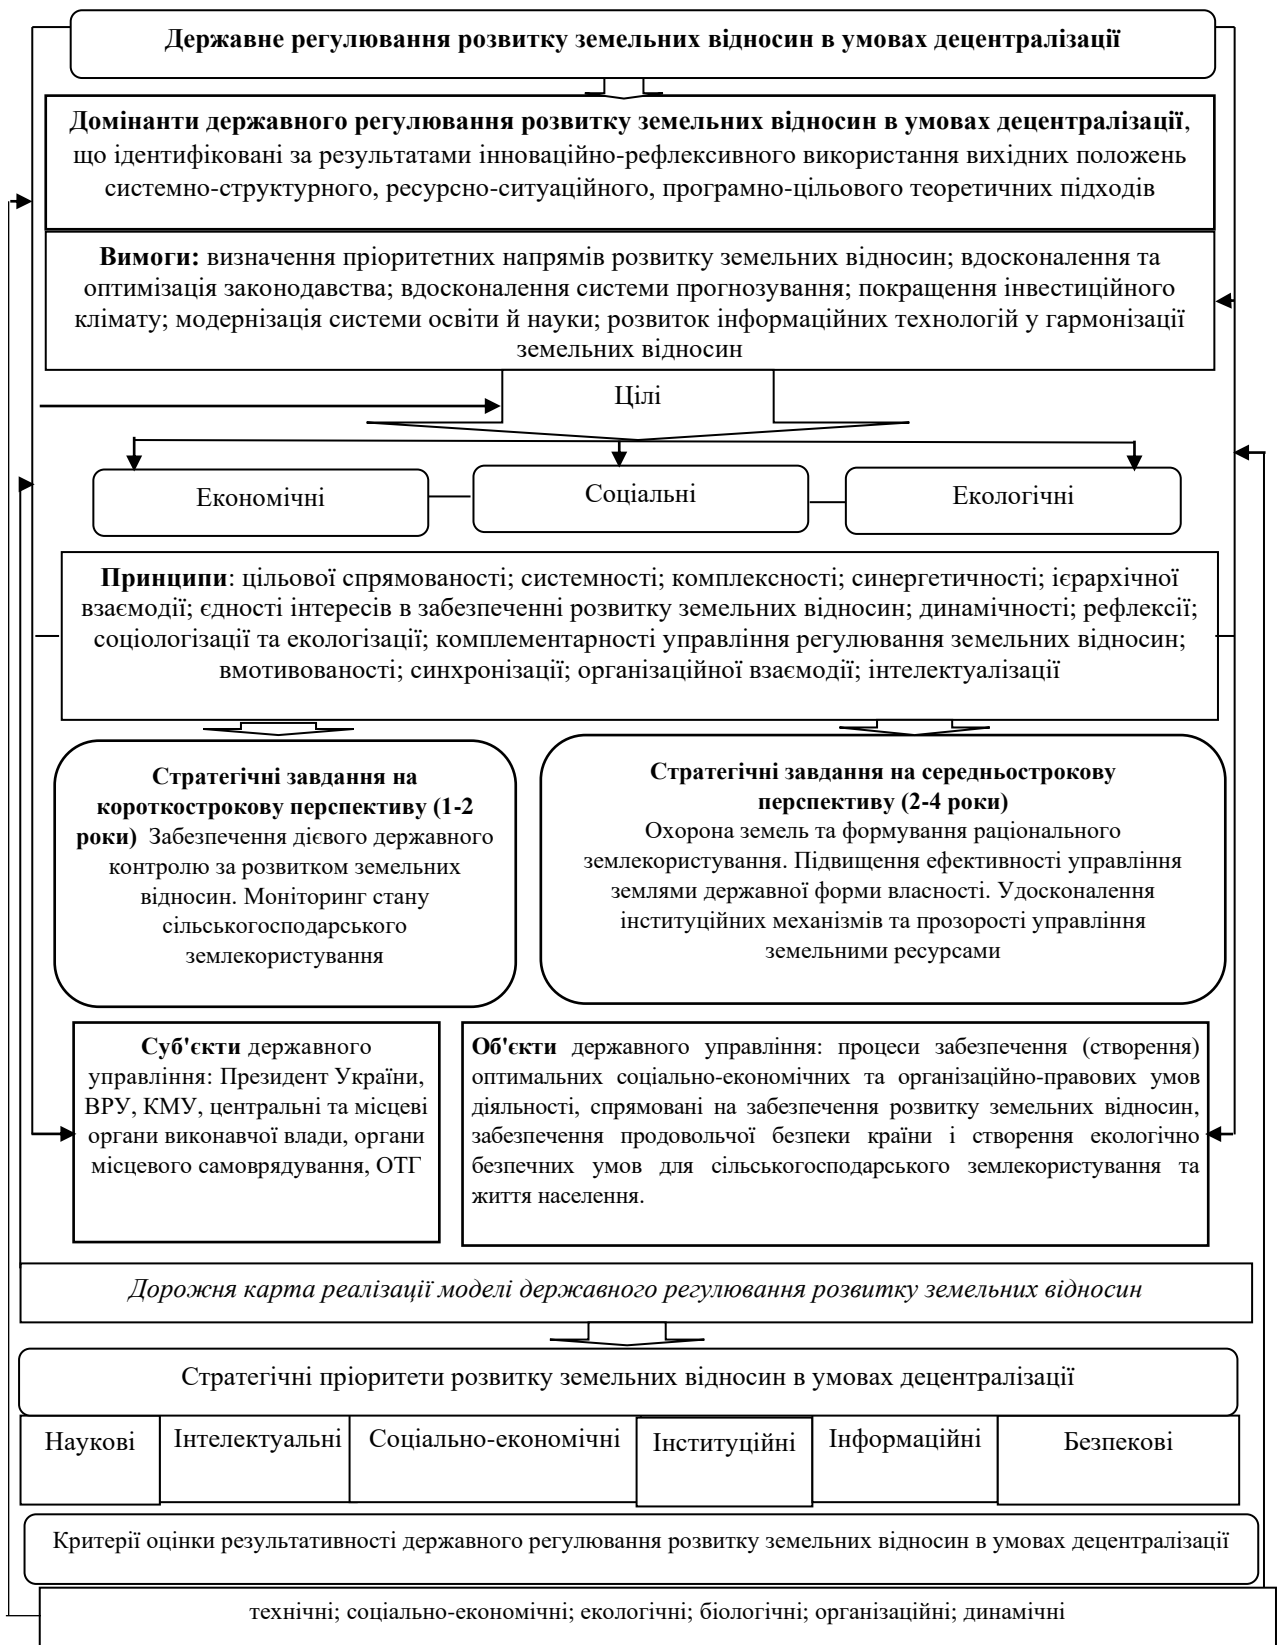 Державне регулювання розвитку земельних відносин в умовах децентралізації
Домінанти державного регулювання розвитку земельних відносин в умовах децентралізації,
що ідентифіковані за результатами інноваційно-рефлексивного використання вихідних положень
системно-структурного, ресурсно-ситуаційного, програмно-цільового теоретичних підходів
Вимоги: визначення пріоритетних напрямів розвитку земельних відносин; вдосконалення та
оптимізація законодавства; вдосконалення системи прогнозування; покращення інвестиційного
клімату; модернізація системи освіти й науки; розвиток інформаційних технологій у гармонізації
земельних відносин
Цілі
Економічні
Соціальні
Екологічні
Принципи: цільової спрямованості; системності; комплексності; синергетичності; ієрархічної
взаємодії; єдності інтересів в забезпеченні розвитку земельних відносин; динамічності; рефлексії;
соціологізації та екологізації; комплементарності управління регулювання земельних відносин;
вмотивованості; синхронізації; організаційної взаємодії; інтелектуалізації
Стратегічні завдання на
короткострокову перспективу (1-2
роки) Забезпечення дієвого державного
контролю за розвитком земельних
відносин. Моніторинг стану
сільськогосподарського
землекористування
Стратегічні завдання на середньострокову
перспективу (2-4 роки)
Охорона земель та формування раціонального
землекористування. Підвищення ефективності управління
землями державної форми власності. Удосконалення
інституційних механізмів та прозорості управління
земельними ресурсами
Суб'єкти державного
управління: Президент України,
ВРУ, КМУ, центральні та місцеві
органи виконавчої влади, органи
місцевого самоврядування, ОТГ
Об'єкти державного управління: процеси забезпечення (створення)
оптимальних соціально-економічних та організаційно-правових умов
діяльності, спрямовані на забезпечення розвитку земельних відносин,
забезпечення продовольчої безпеки країни і створення екологічно
безпечних умов для сільськогосподарського землекористування та
життя населення.
Дорожня карта реалізації моделі державного регулювання розвитку земельних відносин
Стратегічні пріоритети розвитку земельних відносин в умовах децентралізації
Наукові
Інтелектуальні
Соціально-економічні
Інституційні
Інформаційні
Безпекові
Критерії оцінки результативності державного регулювання розвитку земельних відносин в умовах децентралізації
технічні; соціально-економічні; екологічні; біологічні; організаційні; динамічні